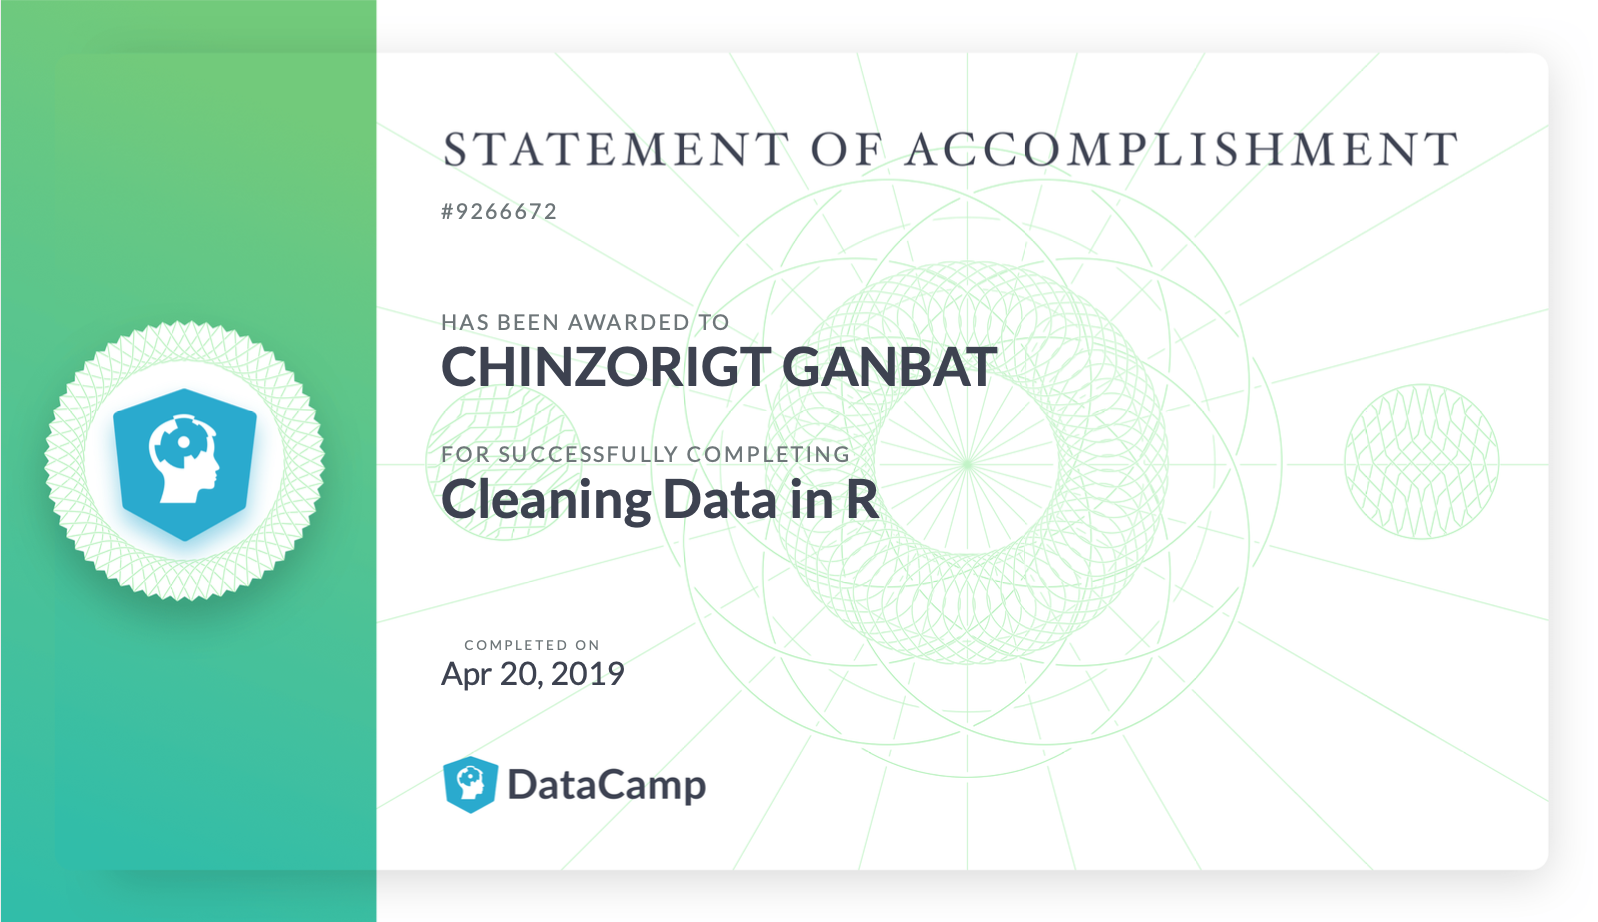 STATEMENT OF ACCOMPLISHMENT
#9266672
HAS BEEN AWARDED TO
CHINZORIGT GANBAT
FOR SUCCESSFULLY COMPLETING
Cleaning Data in R
COMPLETED ON
Apr 20, 2019
DataCamp